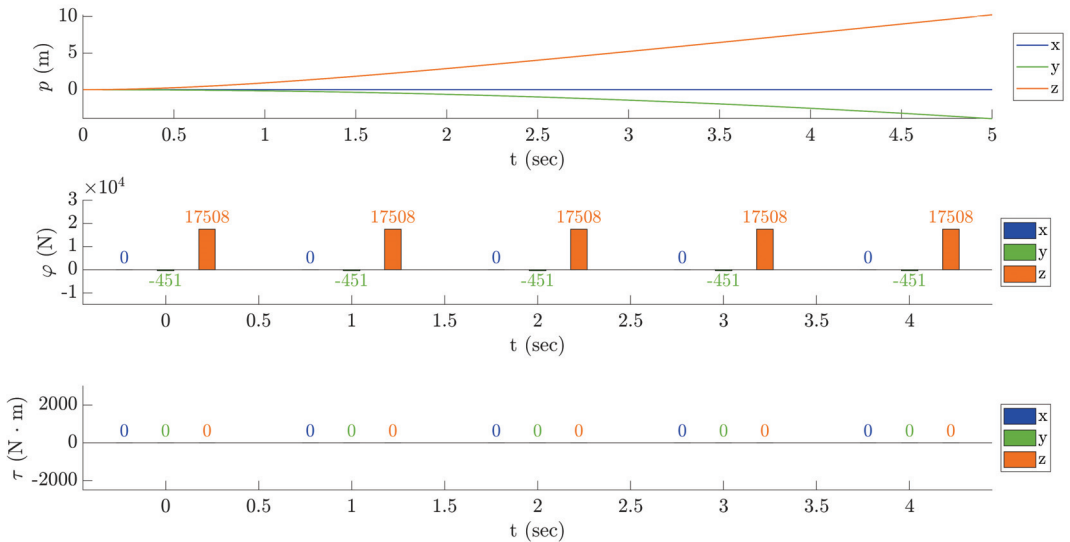 10
5
0
p (m)
0 0.5 1 1.5 2 2.5 3 3.5 4 4.5 5
t (sec)
x
y
z
×10⁴
3
2
1
0
-1
φ (N)
17508 17508 17508 17508 17508
0 0 0 0 0
-451 -451 -451 -451 -451
0 0.5 1 1.5 2 2.5 3 3.5 4
t (sec)
x
y
z
2000
0
-2000
τ (N · m)
0 0 0 0 0 0 0 0 0 0 0 0 0 0 0
0 0.5 1 1.5 2 2.5 3 3.5 4
t (sec)
x
y
z